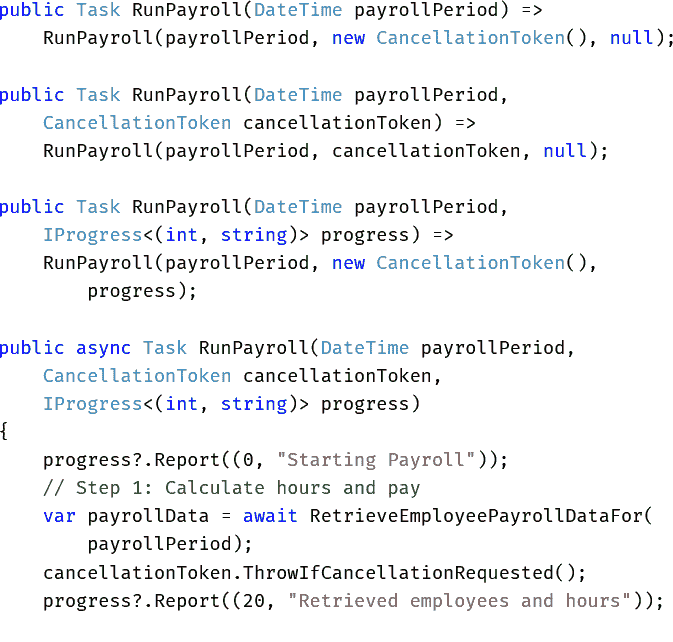 public Task RunPayroll(DateTime payrollPeriod) =>
    RunPayroll(payrollPeriod, new CancellationToken(), null);

public Task RunPayroll(DateTime payrollPeriod,
    CancellationToken cancellationToken) =>
    RunPayroll(payrollPeriod, cancellationToken, null);

public Task RunPayroll(DateTime payrollPeriod,
    IProgress<(int, string)> progress) =>
    RunPayroll(payrollPeriod, new CancellationToken(),
        progress);

public async Task RunPayroll(DateTime payrollPeriod,
    CancellationToken cancellationToken,
    IProgress<(int, string)> progress)
{
    progress?.Report((0, "Starting Payroll"));
    // Step 1: Calculate hours and pay
    var payrollData = await RetrieveEmployeePayrollDataFor(
        payrollPeriod);
    cancellationToken.ThrowIfCancellationRequested();
    progress?.Report((20, "Retrieved employees and hours"));